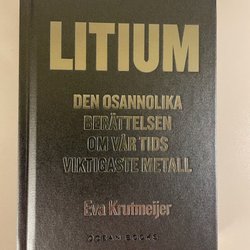 LITIUM
DEN OSANNOLIKA
BERÄTTELSEN
OM VÅR TIDS
VIKTIGASTE METALL
Eva Krutmeijer
OCEAN BOOKS